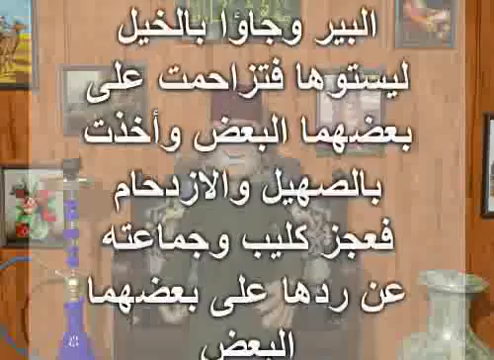 البير وجاؤا بالخيل
ليستوها فتزاحمت على
بعضهما البعض وأخذت
بالصهيل والازدحام
فعجز كليب وجماعته
عن ردها على بعضهما
البعض